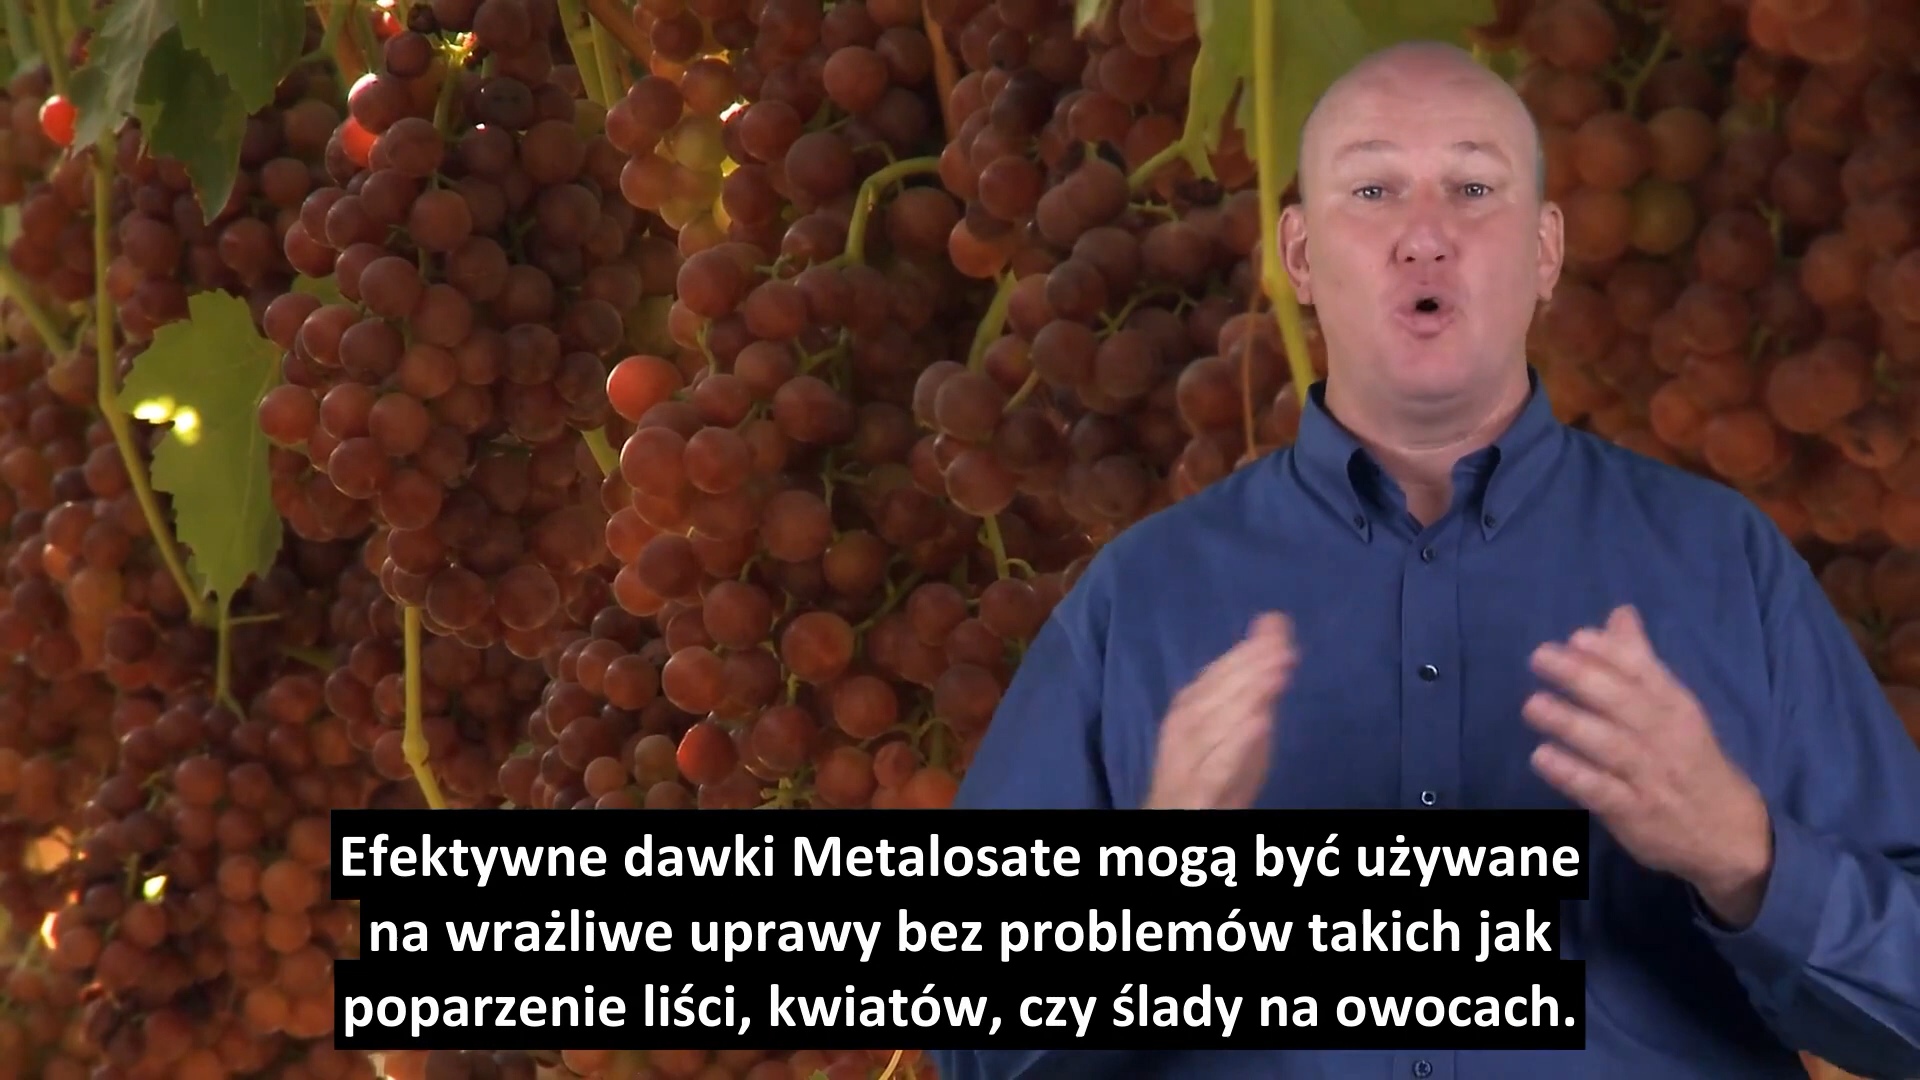 Efektywne dawki Metalosate mogą być używane
na wrażliwe uprawy bez problemów takich jak
poparzenie liści, kwiatów, czy ślady na owocach.